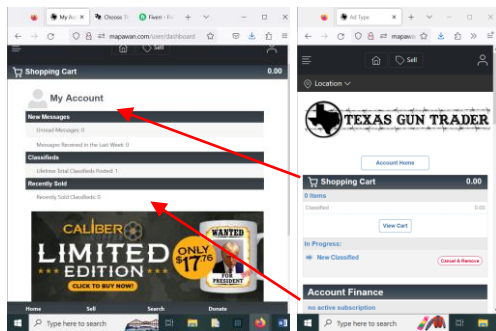 My Acc
Choose Ti
Fiverr - Ro
mapawan.com/user/dashboard
Sell
Shopping Cart
0.00
My Account
New Messages
Unread Messages: 0
Messages Received in the Last Week: 0
Classifieds
Lifetime Total Classifieds Posted: 1
Recently Sold
Recently Sold Classifieds: 0
CALIBER
LIMITED
EDITION
CLICK TO BUY NOW!
ONLY
$17.76
WANTED
FOR
PRESIDENT
Home Sell Search Donate
Type here to search
Ad Type
mapawa
Sell
Location
TEXAS GUN TRADER
Account Home
Shopping Cart 0.00
0 Items
Classified 0.00
View Cart
In Progress:
New Classified
Cancel & Remove
Account Finance
no active subscription
Type here to search